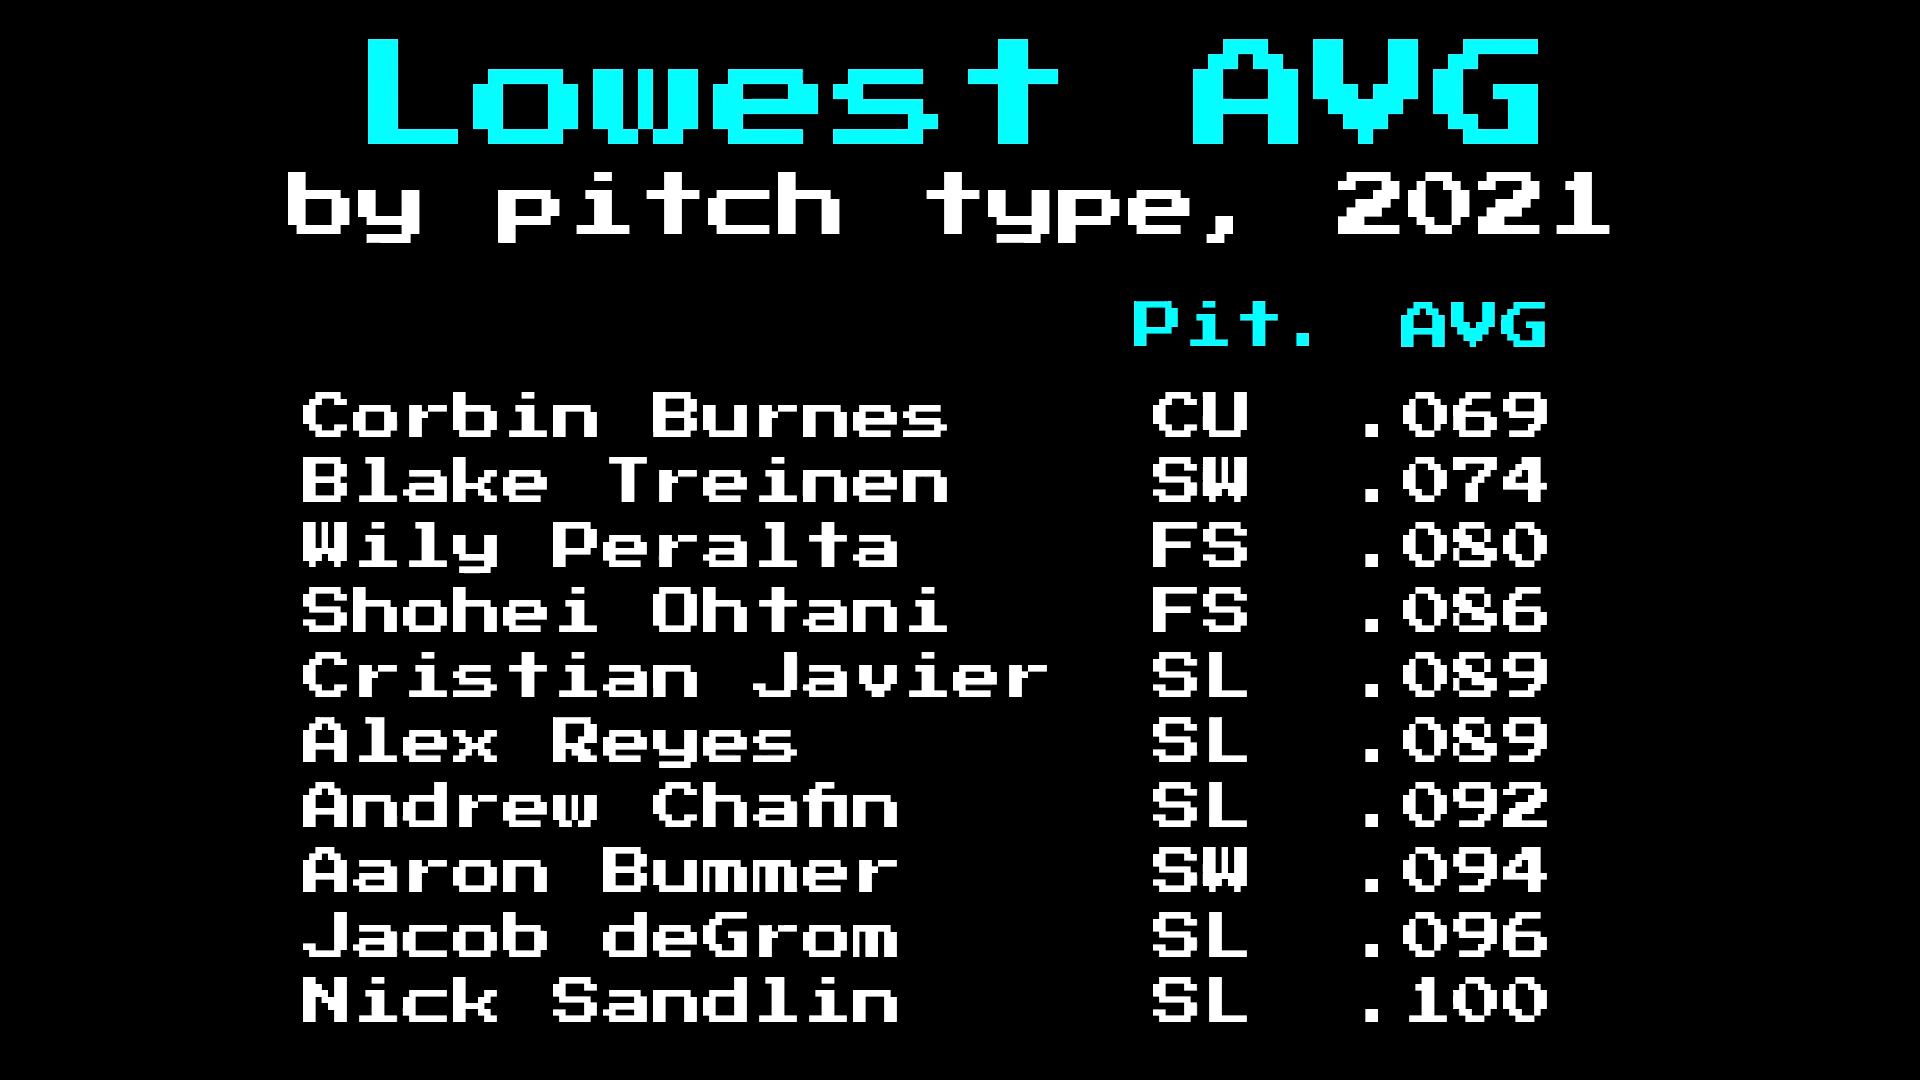 Lowest AVG
by pitch type, 2021
Pit. AVG
Corbin Burnes CU .069
Blake Treinen SW .074
Wily Peralta FS .080
Shohei Ohtani FS .086
Cristian Javier SL .089
Alex Reyes SL .089
Andrew Chafin SL .092
Aaron Bummer SW .094
Jacob deGrom SL .096
Nick Sandlin SL .100